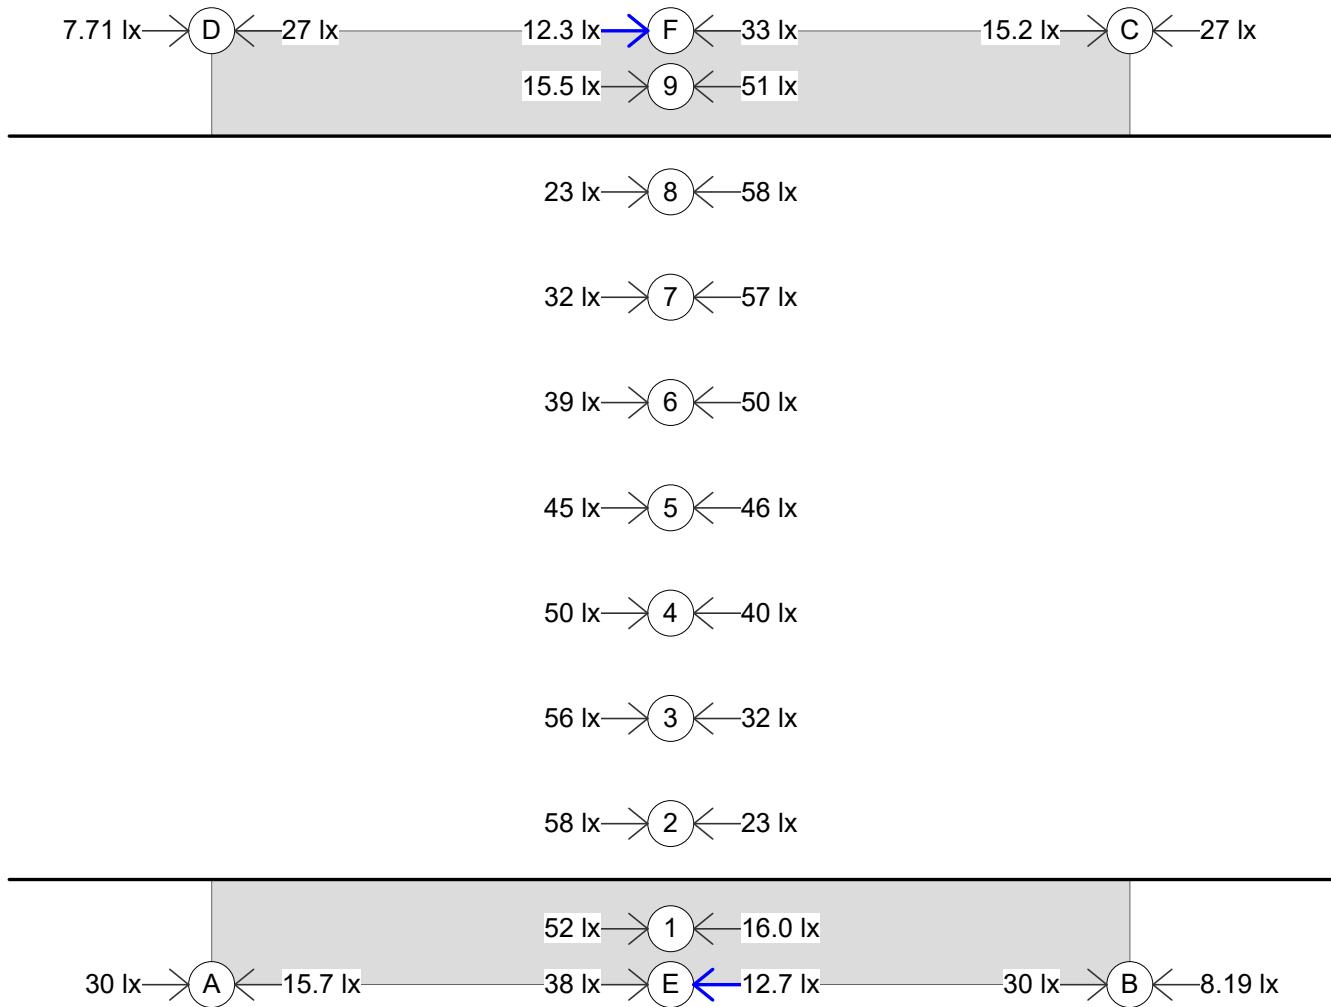 7.71 lx D 27 lx 12.3 lx F 33 lx 15.2 lx C 27 lx
15.5 lx 9 51 lx
23 lx 8 58 lx
32 lx 7 57 lx
39 lx 6 50 lx
45 lx 5 46 lx
50 lx 4 40 lx
56 lx 3 32 lx
58 lx 2 23 lx
52 lx 1 16.0 lx
30 lx A 15.7 lx 38 lx E 12.7 lx 30 lx B 8.19 lx